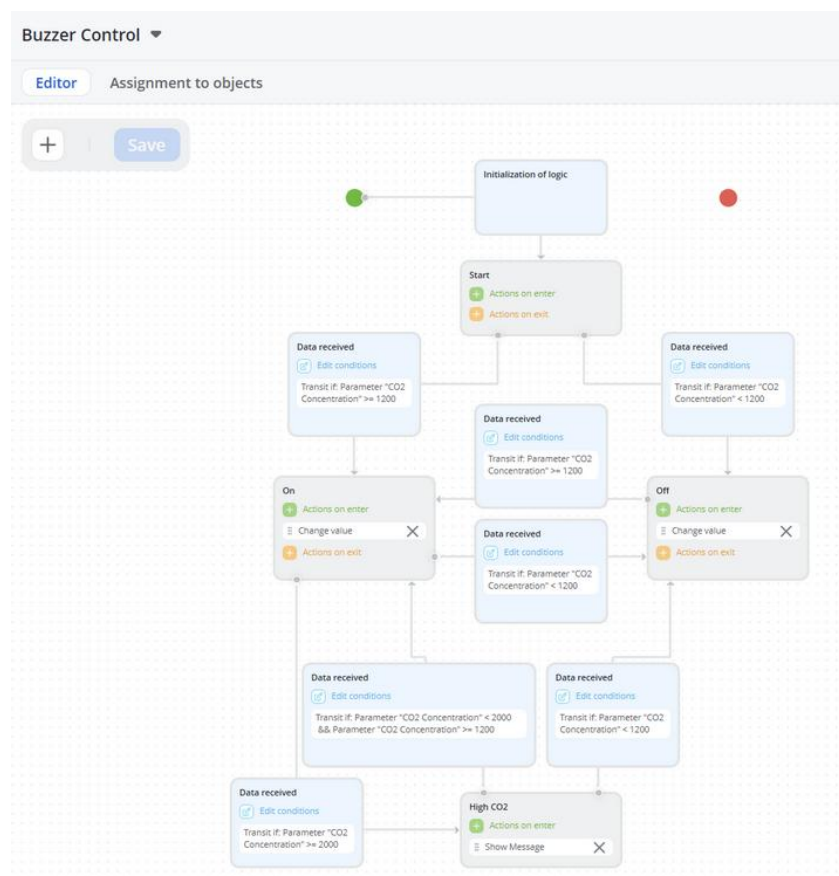 Buzzer Control
Editor Assignment to objects
Save
Initialization of logic
Start
Actions on enter
Actions on exit
Data received
Edit conditions
Transit if: Parameter "CO2
Concentration" >= 1200
Data received
Edit conditions
Transit if: Parameter "CO2
Concentration" < 1200
Data received
Edit conditions
Transit if: Parameter "CO2
Concentration" >= 1200
On
Actions on enter
Change value
Actions on exit
Off
Actions on enter
Change value
Actions on exit
Data received
Edit conditions
Transit if: Parameter "CO2
Concentration" < 1200
Data received
Edit conditions
Transit if: Parameter "CO2 Concentration" < 2000
&& Parameter "CO2 Concentration" >= 1200
Data received
Edit conditions
Transit if: Parameter "CO2
Concentration" < 1200
Data received
Edit conditions
Transit if: Parameter "CO2
Concentration" >= 2000
High CO2
Actions on enter
Show Message